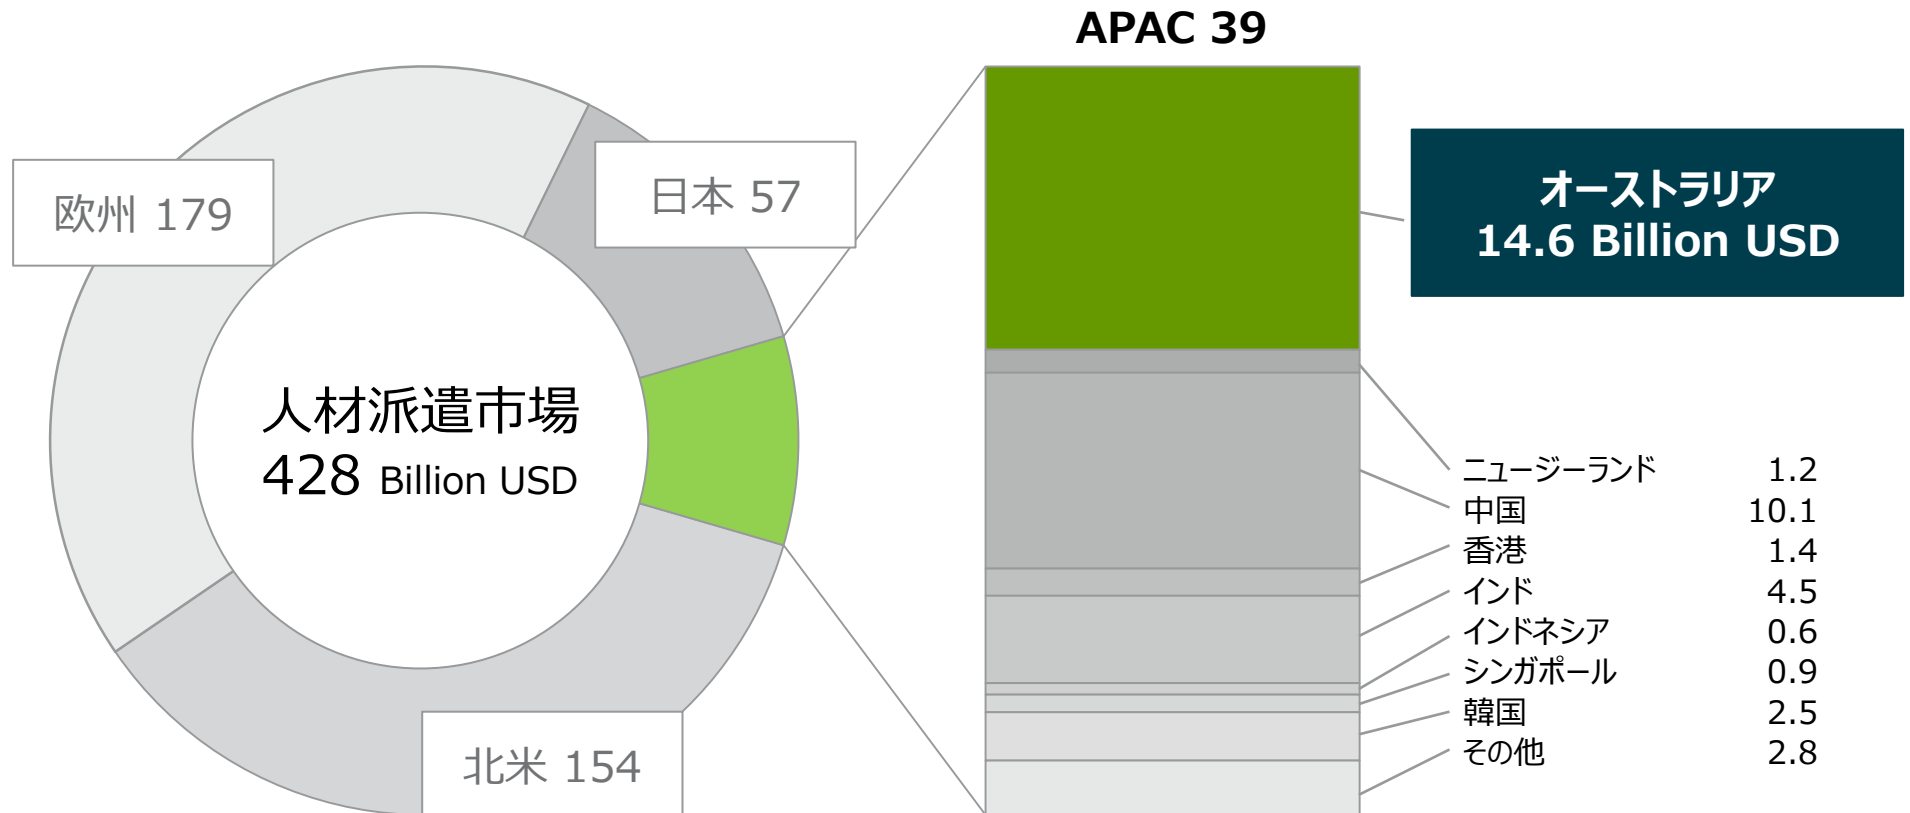 APAC 39
欧州 179
日本 57
人材派遣市場
428 Billion USD
北米 154
オーストラリア
14.6 Billion USD
ニュージーランド 1.2
中国 10.1
香港 1.4
インド 4.5
インドネシア 0.6
シンガポール 0.9
韓国 2.5
その他 2.8